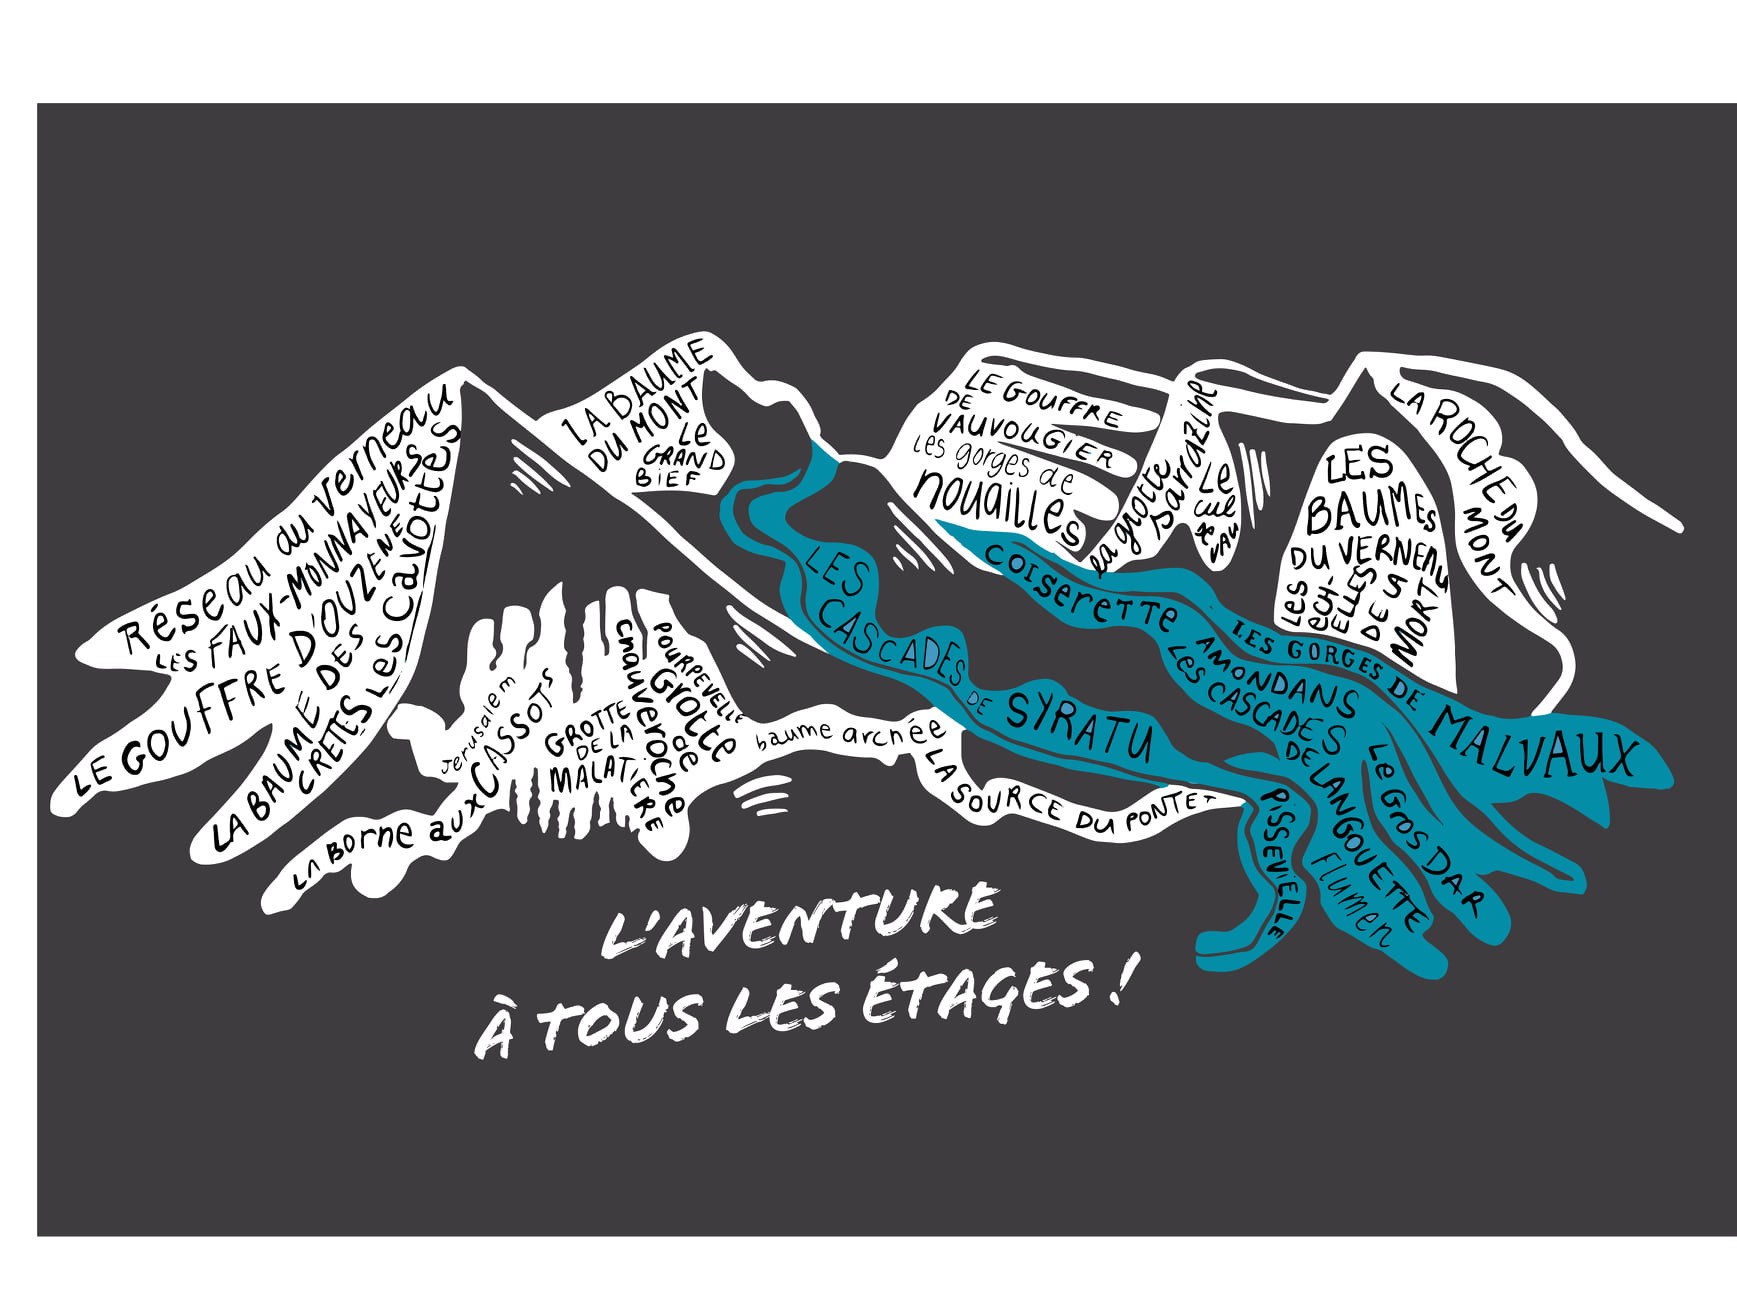 Réseau du Verneau
LES FAUX-MONNAYEURS
LE GOUFFRE D'OUZENE
LA BAUME DES
CRETES
Les Cavottes
LA BAUME
DU MONT
Le
GRAND
BiEF
LE GOUFFRE
DE
VAUVOUGIER
Les gorges de
nouailles
La grotte
sarrazine
Le
cul
de
VAU
LA ROCHE DU
MONT
LES
BAUMES
DU VERNEAU
Les
ECH-
ELLES
DE LA
MORT
LES
CASCADES
DE
SYRATU
COISERETTE
LES GORGES DE
MALVAUX
AMONDANS
Les CASCADES
DE LANGOUETTE
Le GROS DAR
Flumen
PISSEVIELLE
Jerusalem
LA BORNE aux CASSOTS
GROTTE
DE LA
MALATIERE
Chauveroche
Grotte
de
POURPEVELLE
baume archée
LA SOURCE DU PONTET
L'AVENTURE
À TOUS LES ÉTAGES !